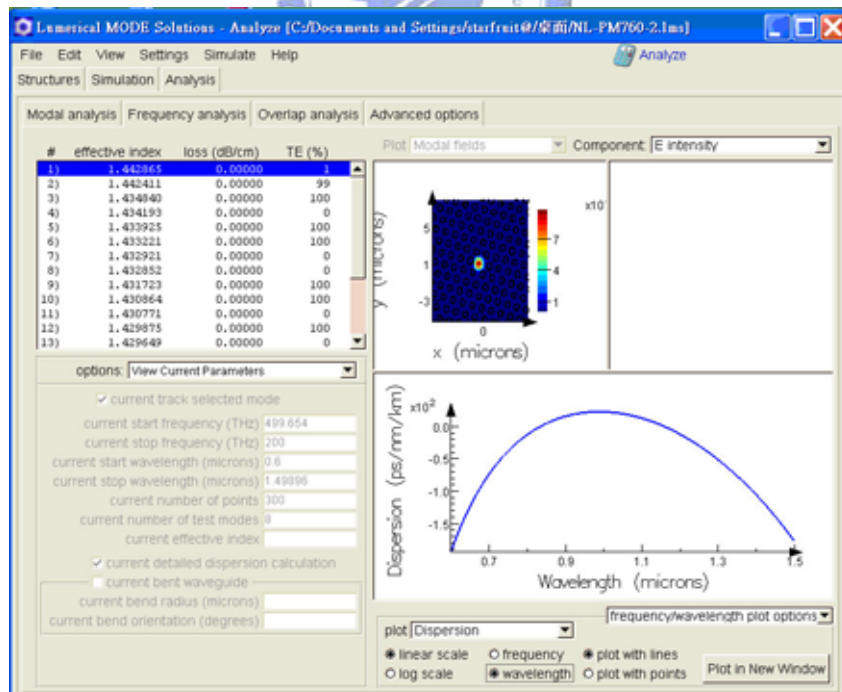 Lumerical MODE Solutions - Analyze [C:/Documents and Settings/starfruit@/桌面/NL-PM760-2.lms]
File Edit View Settings Simulate Help
Analyze
Structures Simulation Analysis
Modal analysis Frequency analysis Overlap analysis Advanced options
# effective index loss (dB/cm) TE (%)
1) 1.442865 0.00000 1
2) 1.442411 0.00000 99
3) 1.434840 0.00000 100
4) 1.434193 0.00000 0
5) 1.433925 0.00000 100
6) 1.433221 0.00000 100
7) 1.432921 0.00000 0
8) 1.432852 0.00000 0
9) 1.431723 0.00000 100
10) 1.430864 0.00000 100
11) 1.430771 0.00000 0
12) 1.429875 0.00000 100
13) 1.429649 0.00000 0
options: View Current Parameters
current track selected mode
current start frequency (THz) 499.654
current stop frequency (THz) 200
current start wavelength (microns) 0.6
current stop wavelength (microns) 1.49896
current number of points 300
current number of test modes 8
current effective index
current detailed dispersion calculation
current bent waveguide
current bend radius (microns)
current bend orientation (degrees)
Plot Modal fields
Component: E intensity
y (microns)
5
1
-3
0
x (microns)
7
4
1
x10
Dispersion (ps/nm/km)
x10²
0.0
-0.5
-1.0
-1.5
0.7 0.9 1.1 1.3 1.5
Wavelength (microns)
frequency/wavelength plot options
plot Dispersion
linear scale frequency plot with lines
log scale wavelength plot with points
Plot in New Window